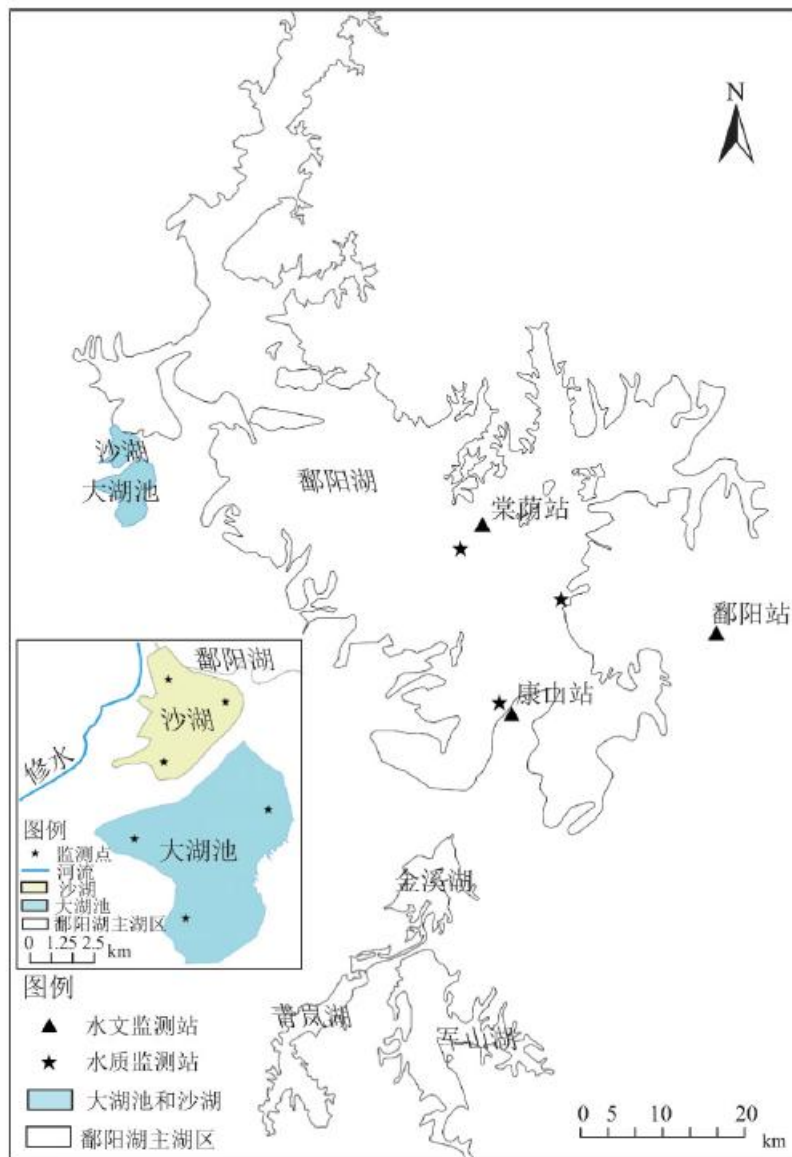 N
沙湖
大湖池
鄱阳湖
棠荫站
鄱阳站
康山站
鄱阳湖
沙湖
修水
大湖池
图例
监测点
河流
沙湖
大湖池
鄱阳湖主湖区
0 1.25 2.5
km
金溪湖
青岚湖
军山湖
图例
水文监测站
水质监测站
大湖池和沙湖
鄱阳湖主湖区
0 5 10 20
km